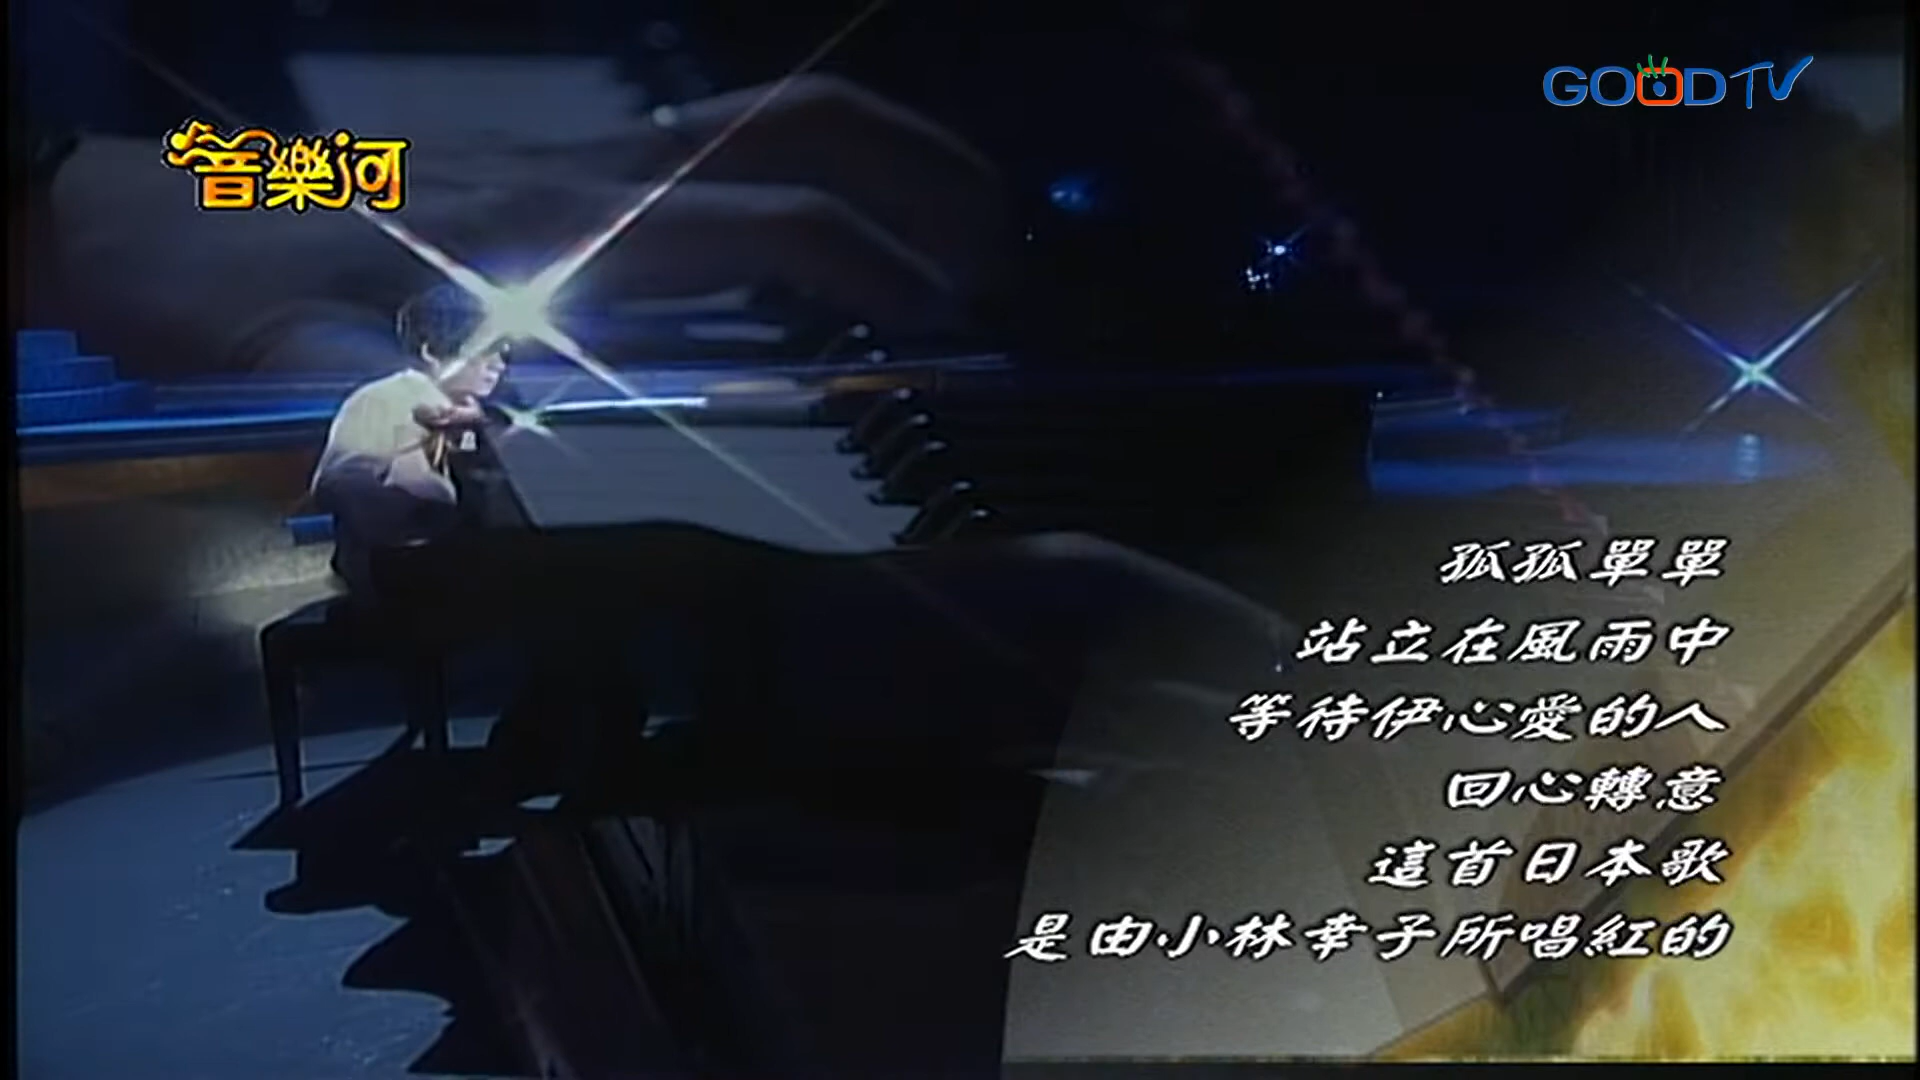 GOOD TV
音樂河
孤孤單單
站立在風雨中
等待伊心愛的人
回心轉意
這首日本歌
是由小林幸子所唱紅的